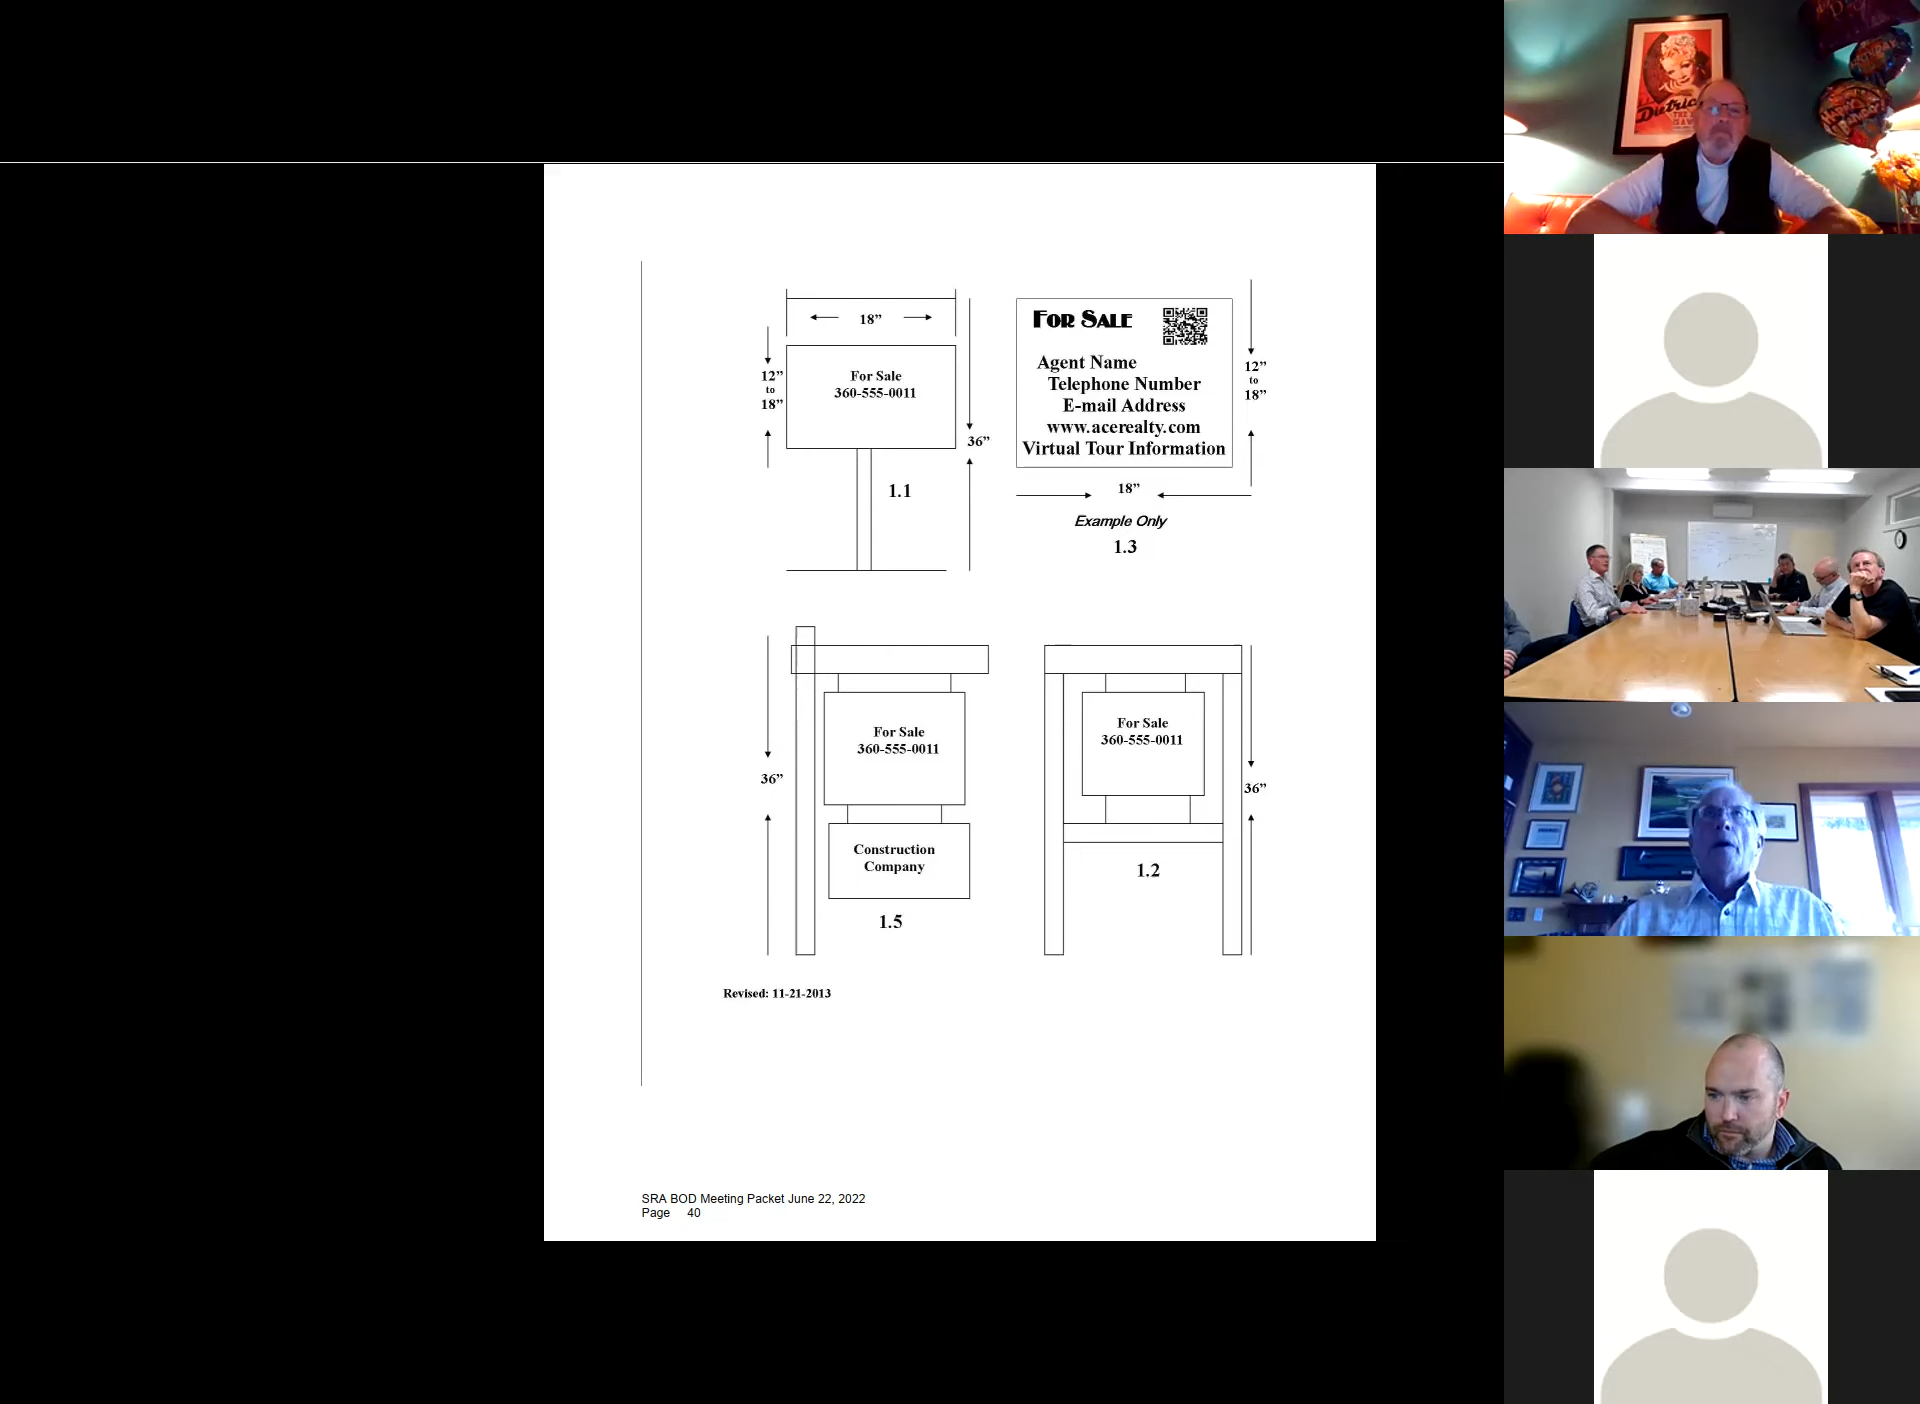 18”
12”
to
18”
For Sale
360-555-0011
36”
1.1
For Sale
Agent Name
Telephone Number
E-mail Address
www.acerealty.com
Virtual Tour Information
12”
to
18”
18”
Example Only
1.3
36”
For Sale
360-555-0011
Construction
Company
1.5
For Sale
360-555-0011
36”
1.2
Revised: 11-21-2013
SRA BOD Meeting Packet June 22, 2022
Page 40
Dietrich